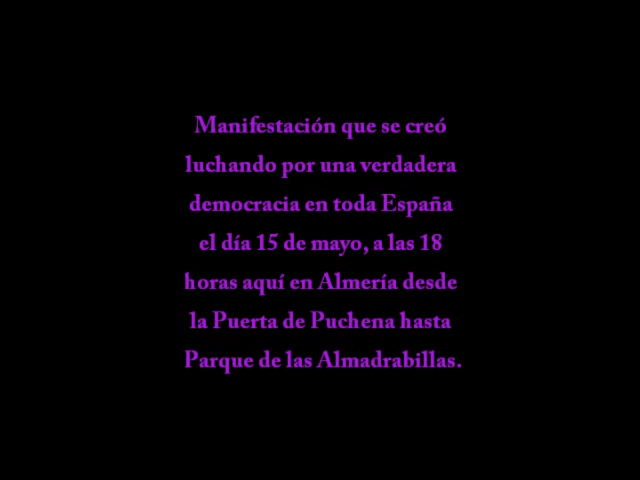 Manifestación que se creó
luchando por una verdadera
democracia en toda España
el día 15 de mayo, a las 18
horas aquí en Almería desde
la Puerta de Puchena hasta
Parque de las Almadrabillas.